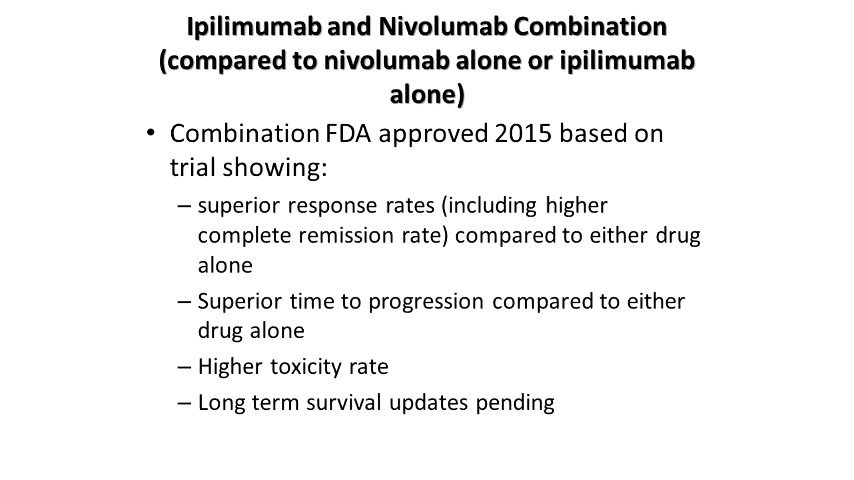 Ipilimumab and Nivolumab Combination
(compared to nivolumab alone or ipilimumab
alone)
• Combination FDA approved 2015 based on
trial showing:
– superior response rates (including higher
complete remission rate) compared to either drug
alone
– Superior time to progression compared to either
drug alone
– Higher toxicity rate
– Long term survival updates pending